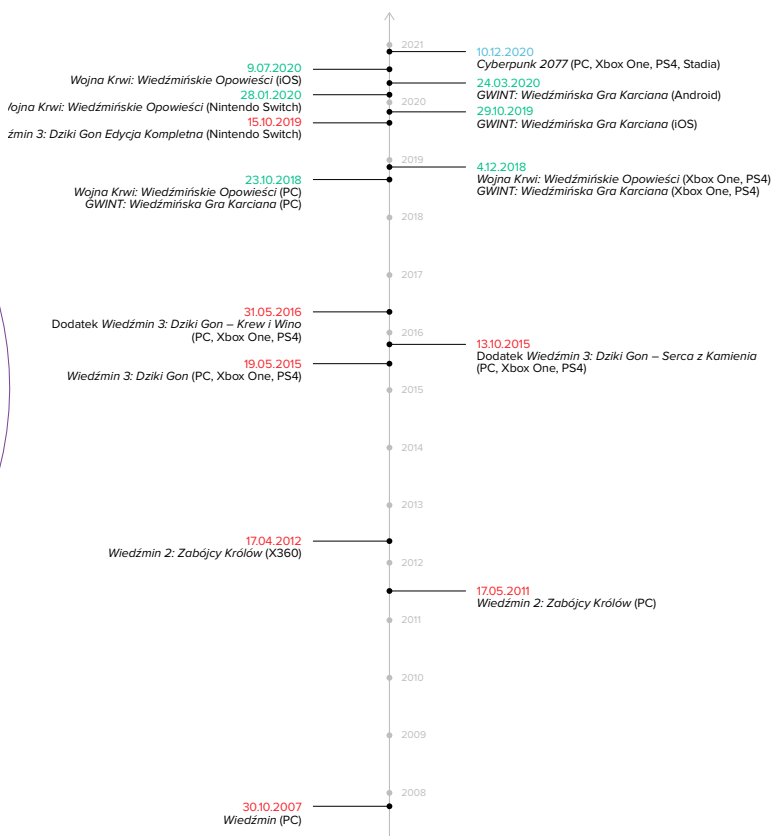 2021
10.12.2020
Cyberpunk 2077 (PC, Xbox One, PS4, Stadia)
9.07.2020
Wojna Krwi: Wiedźmińskie Opowieści (iOS)
24.03.2020
GWINT: Wiedźmińska Gra Karciana (Android)
28.01.2020
Krwi: Wiedźmińskie Opowieści (Nintendo Switch)
2020
29.10.2019
GWINT: Wiedźmińska Gra Karciana (iOS)
15.10.2019
3: Dziki Gon Edycja Kompletna (Nintendo Switch)
2019
4.12.2018
Wojna Krwi: Wiedźmińskie Opowieści (Xbox One, PS4)
GWINT: Wiedźmińska Gra Karciana (Xbox One, PS4)
23.10.2018
Wojna Krwi: Wiedźmińskie Opowieści (PC)
GWINT: Wiedźmińska Gra Karciana (PC)
2018
2017
31.05.2016
Dodatek Wiedźmin 3: Dziki Gon – Krew i Wino
(PC, Xbox One, PS4)
2016
13.10.2015
Dodatek Wiedźmin 3: Dziki Gon – Serca z Kamienia
(PC, Xbox One, PS4)
19.05.2015
Wiedźmin 3: Dziki Gon (PC, Xbox One, PS4)
2015
2014
2013
17.04.2012
Wiedźmin 2: Zabójcy Królów (X360)
2012
17.05.2011
Wiedźmin 2: Zabójcy Królów (PC)
2011
2010
2009
2008
30.10.2007
Wiedźmin (PC)